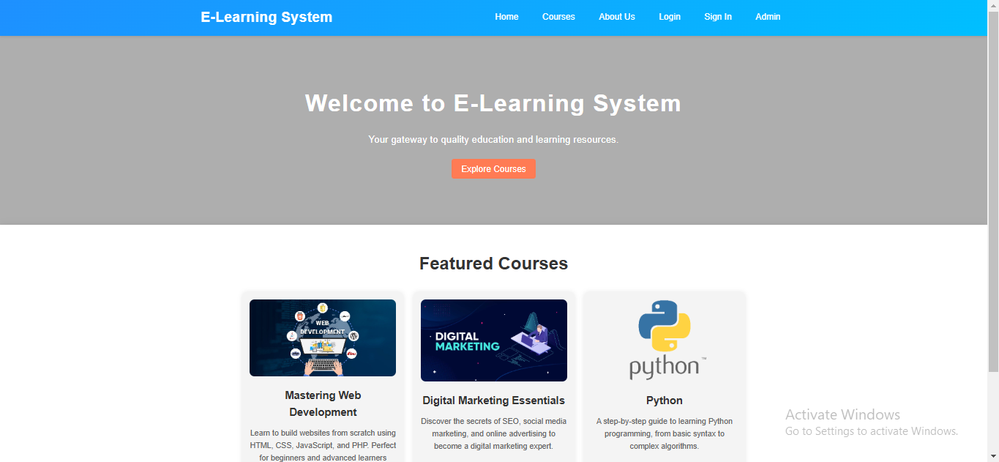 E-Learning System
Home Courses About Us Login Sign In Admin
Welcome to E-Learning System
Your gateway to quality education and learning resources.
Explore Courses
Featured Courses
WEB
DEVELOPMENT
DIGITAL
MARKETING
python™
Mastering Web
Development
Learn to build websites from scratch using
HTML, CSS, JavaScript, and PHP. Perfect
for beginners and advanced learners
Digital Marketing Essentials
Discover the secrets of SEO, social media
marketing, and online advertising to
become a digital marketing expert.
Python
A step-by-step guide to learning Python
programming, from basic syntax to
complex algorithms.
Activate Windows
Go to Settings to activate Windows.